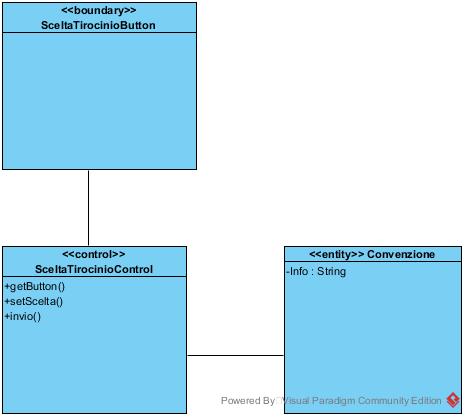 <<boundary>>
SceltaTirocinioButton
<<control>>
SceltaTirocinioControl
+getButton()
+setScelta()
+invio()
<<entity>> Convenzione
-Info : String
Powered By Visual Paradigm Community Edition